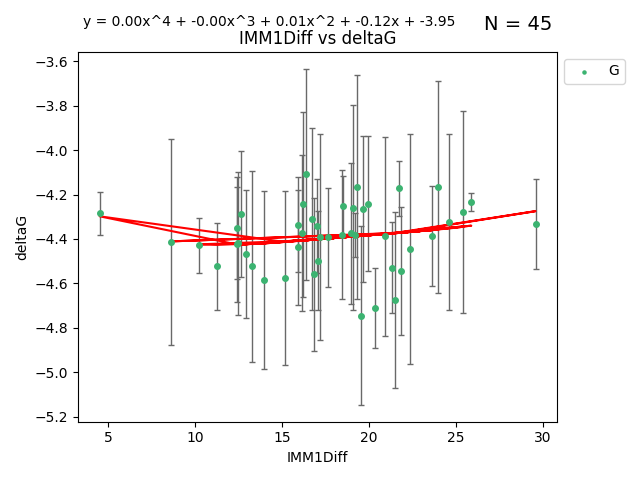 y = 0.00x^4 + -0.00x^3 + 0.01x^2 + -0.12x + -3.95
N = 45
IMM1Diff vs deltaG
G
deltaG
−3.6
−3.8
−4.0
−4.2
−4.4
−4.6
−4.8
−5.0
−5.2
5 10 15 20 25 30
IMM1Diff